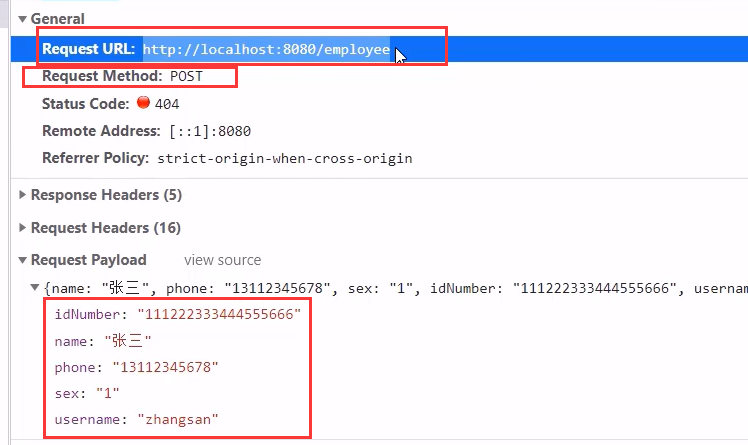 General
Request URL: http://localhost:8080/employee
Request Method: POST
Status Code: 404
Remote Address: [::1]:8080
Referrer Policy: strict-origin-when-cross-origin
Response Headers (5)
Request Headers (16)
Request Payload view source
{name: "张三", phone: "13112345678", sex: "1", idNumber: "111222333444555666", usernam
idNumber: "111222333444555666"
name: "张三"
phone: "13112345678"
sex: "1"
username: "zhangsan"